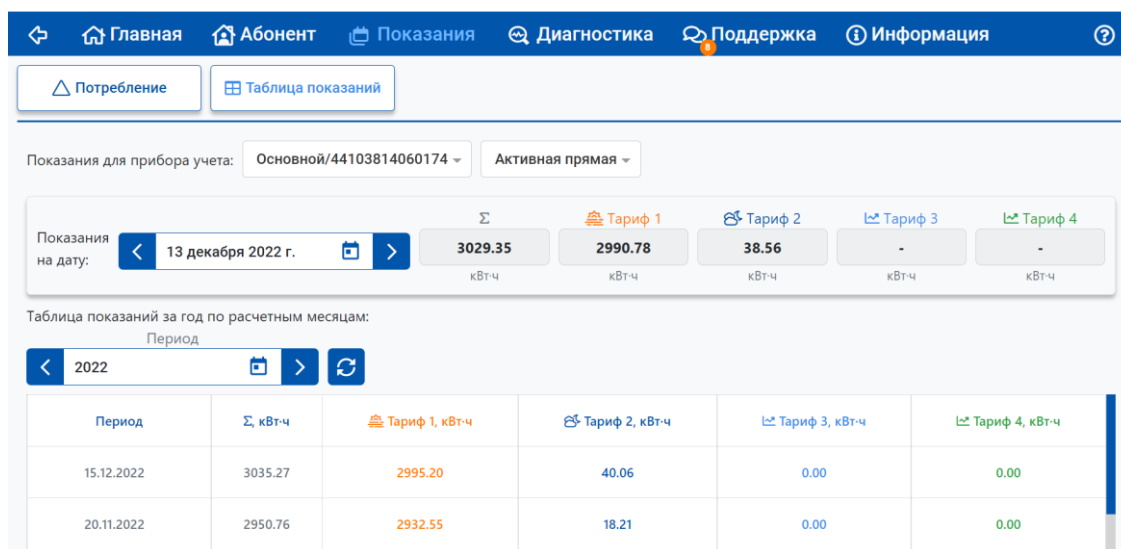 Главная Абонент Показания Диагностика Поддержка 8 Информация ?
Потребление Таблица показаний
Показания для прибора учета: Основной/44103814060174 Активная прямая
Σ Тариф 1 Тариф 2 Тариф 3 Тариф 4
Показания на дату: 13 декабря 2022 г. 3029.35 2990.78 38.56 - -
кВт·ч кВт·ч кВт·ч кВт·ч кВт·ч
Таблица показаний за год по расчетным месяцам:
Период
2022
Период Σ, кВт·ч Тариф 1, кВт·ч Тариф 2, кВт·ч Тариф 3, кВт·ч Тариф 4, кВт·ч
15.12.2022 3035.27 2995.20 40.06 0.00 0.00
20.11.2022 2950.76 2932.55 18.21 0.00 0.00